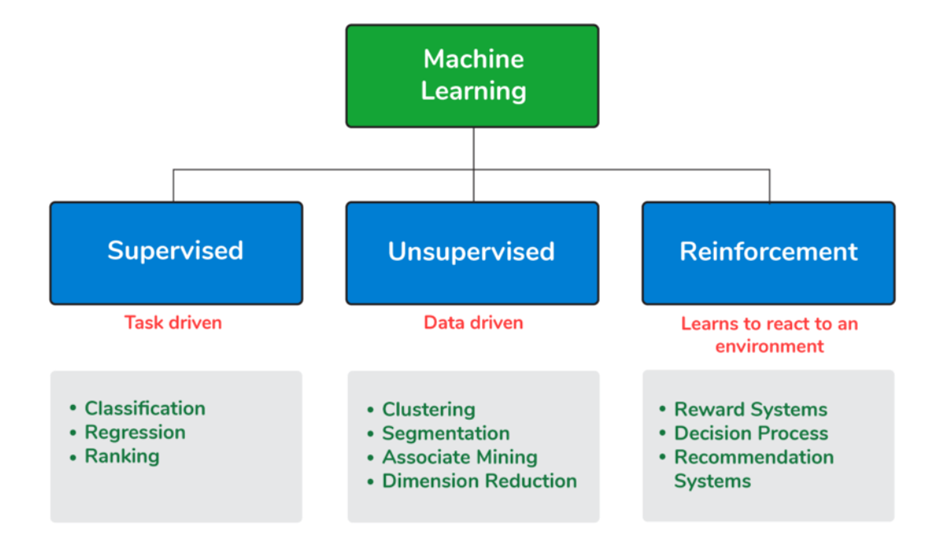 Machine
Learning
Supervised
Unsupervised
Reinforcement
Task driven
Data driven
Learns to react to an
environment
• Classification
• Regression
• Ranking
• Clustering
• Segmentation
• Associate Mining
• Dimension Reduction
• Reward Systems
• Decision Process
• Recommendation
Systems